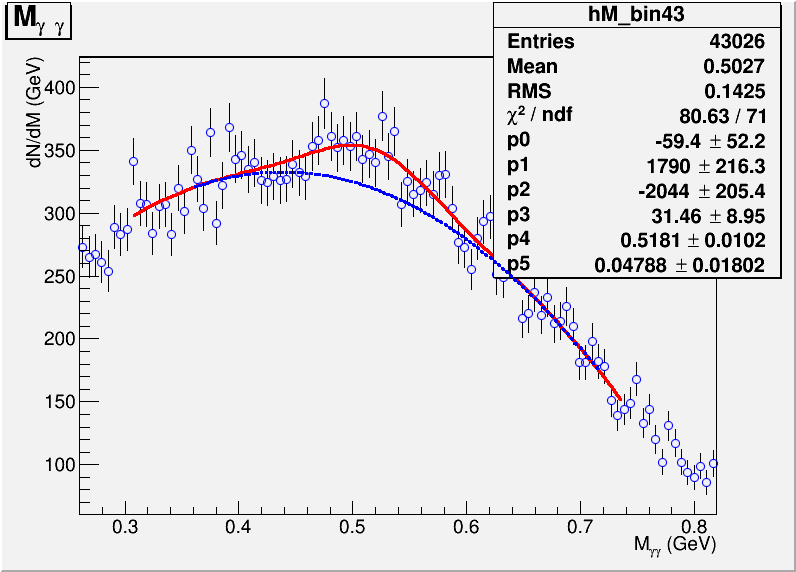 M_γγ
hM_bin43
Entries 43026
Mean 0.5027
RMS 0.1425
χ² / ndf 80.63 / 71
p0 -59.4 ± 52.2
p1 1790 ± 216.3
p2 -2044 ± 205.4
p3 31.46 ± 8.95
p4 0.5181 ± 0.0102
p5 0.04788 ± 0.01802
dN/dM (GeV)
400
350
300
250
200
150
100
0.3 0.4 0.5 0.6 0.7 0.8
M_γγ (GeV)